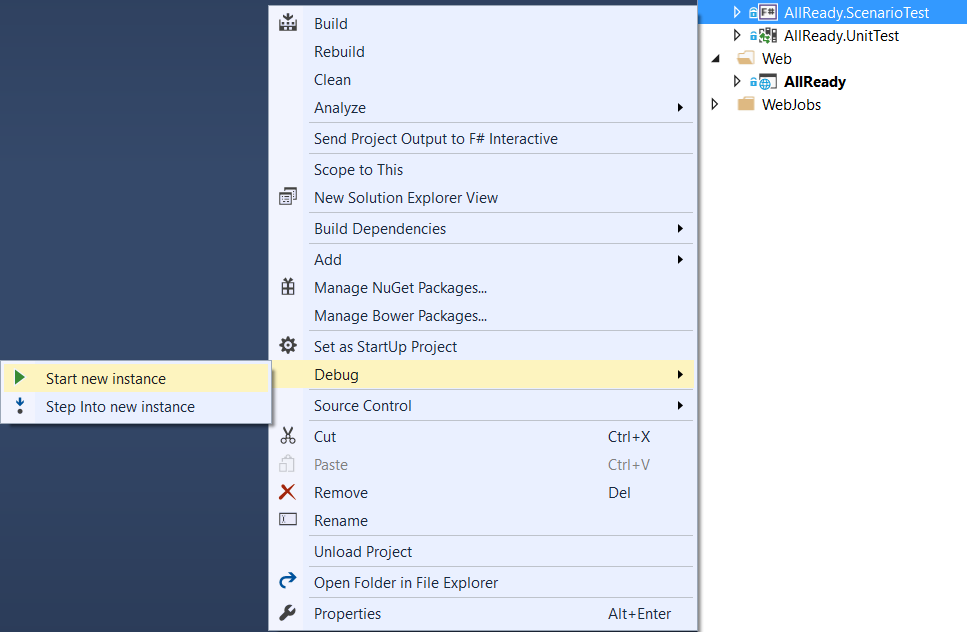 Build
Rebuild
Clean
Analyze
Send Project Output to F# Interactive
Scope to This
New Solution Explorer View
Build Dependencies
Add
Manage NuGet Packages...
Manage Bower Packages...
Set as StartUp Project
Debug
Start new instance
Step Into new instance
Source Control
Cut Ctrl+X
Paste Ctrl+V
Remove Del
Rename
Unload Project
Open Folder in File Explorer
Properties Alt+Enter
F# AllReady.ScenarioTest
AllReady.UnitTest
Web
AllReady
WebJobs